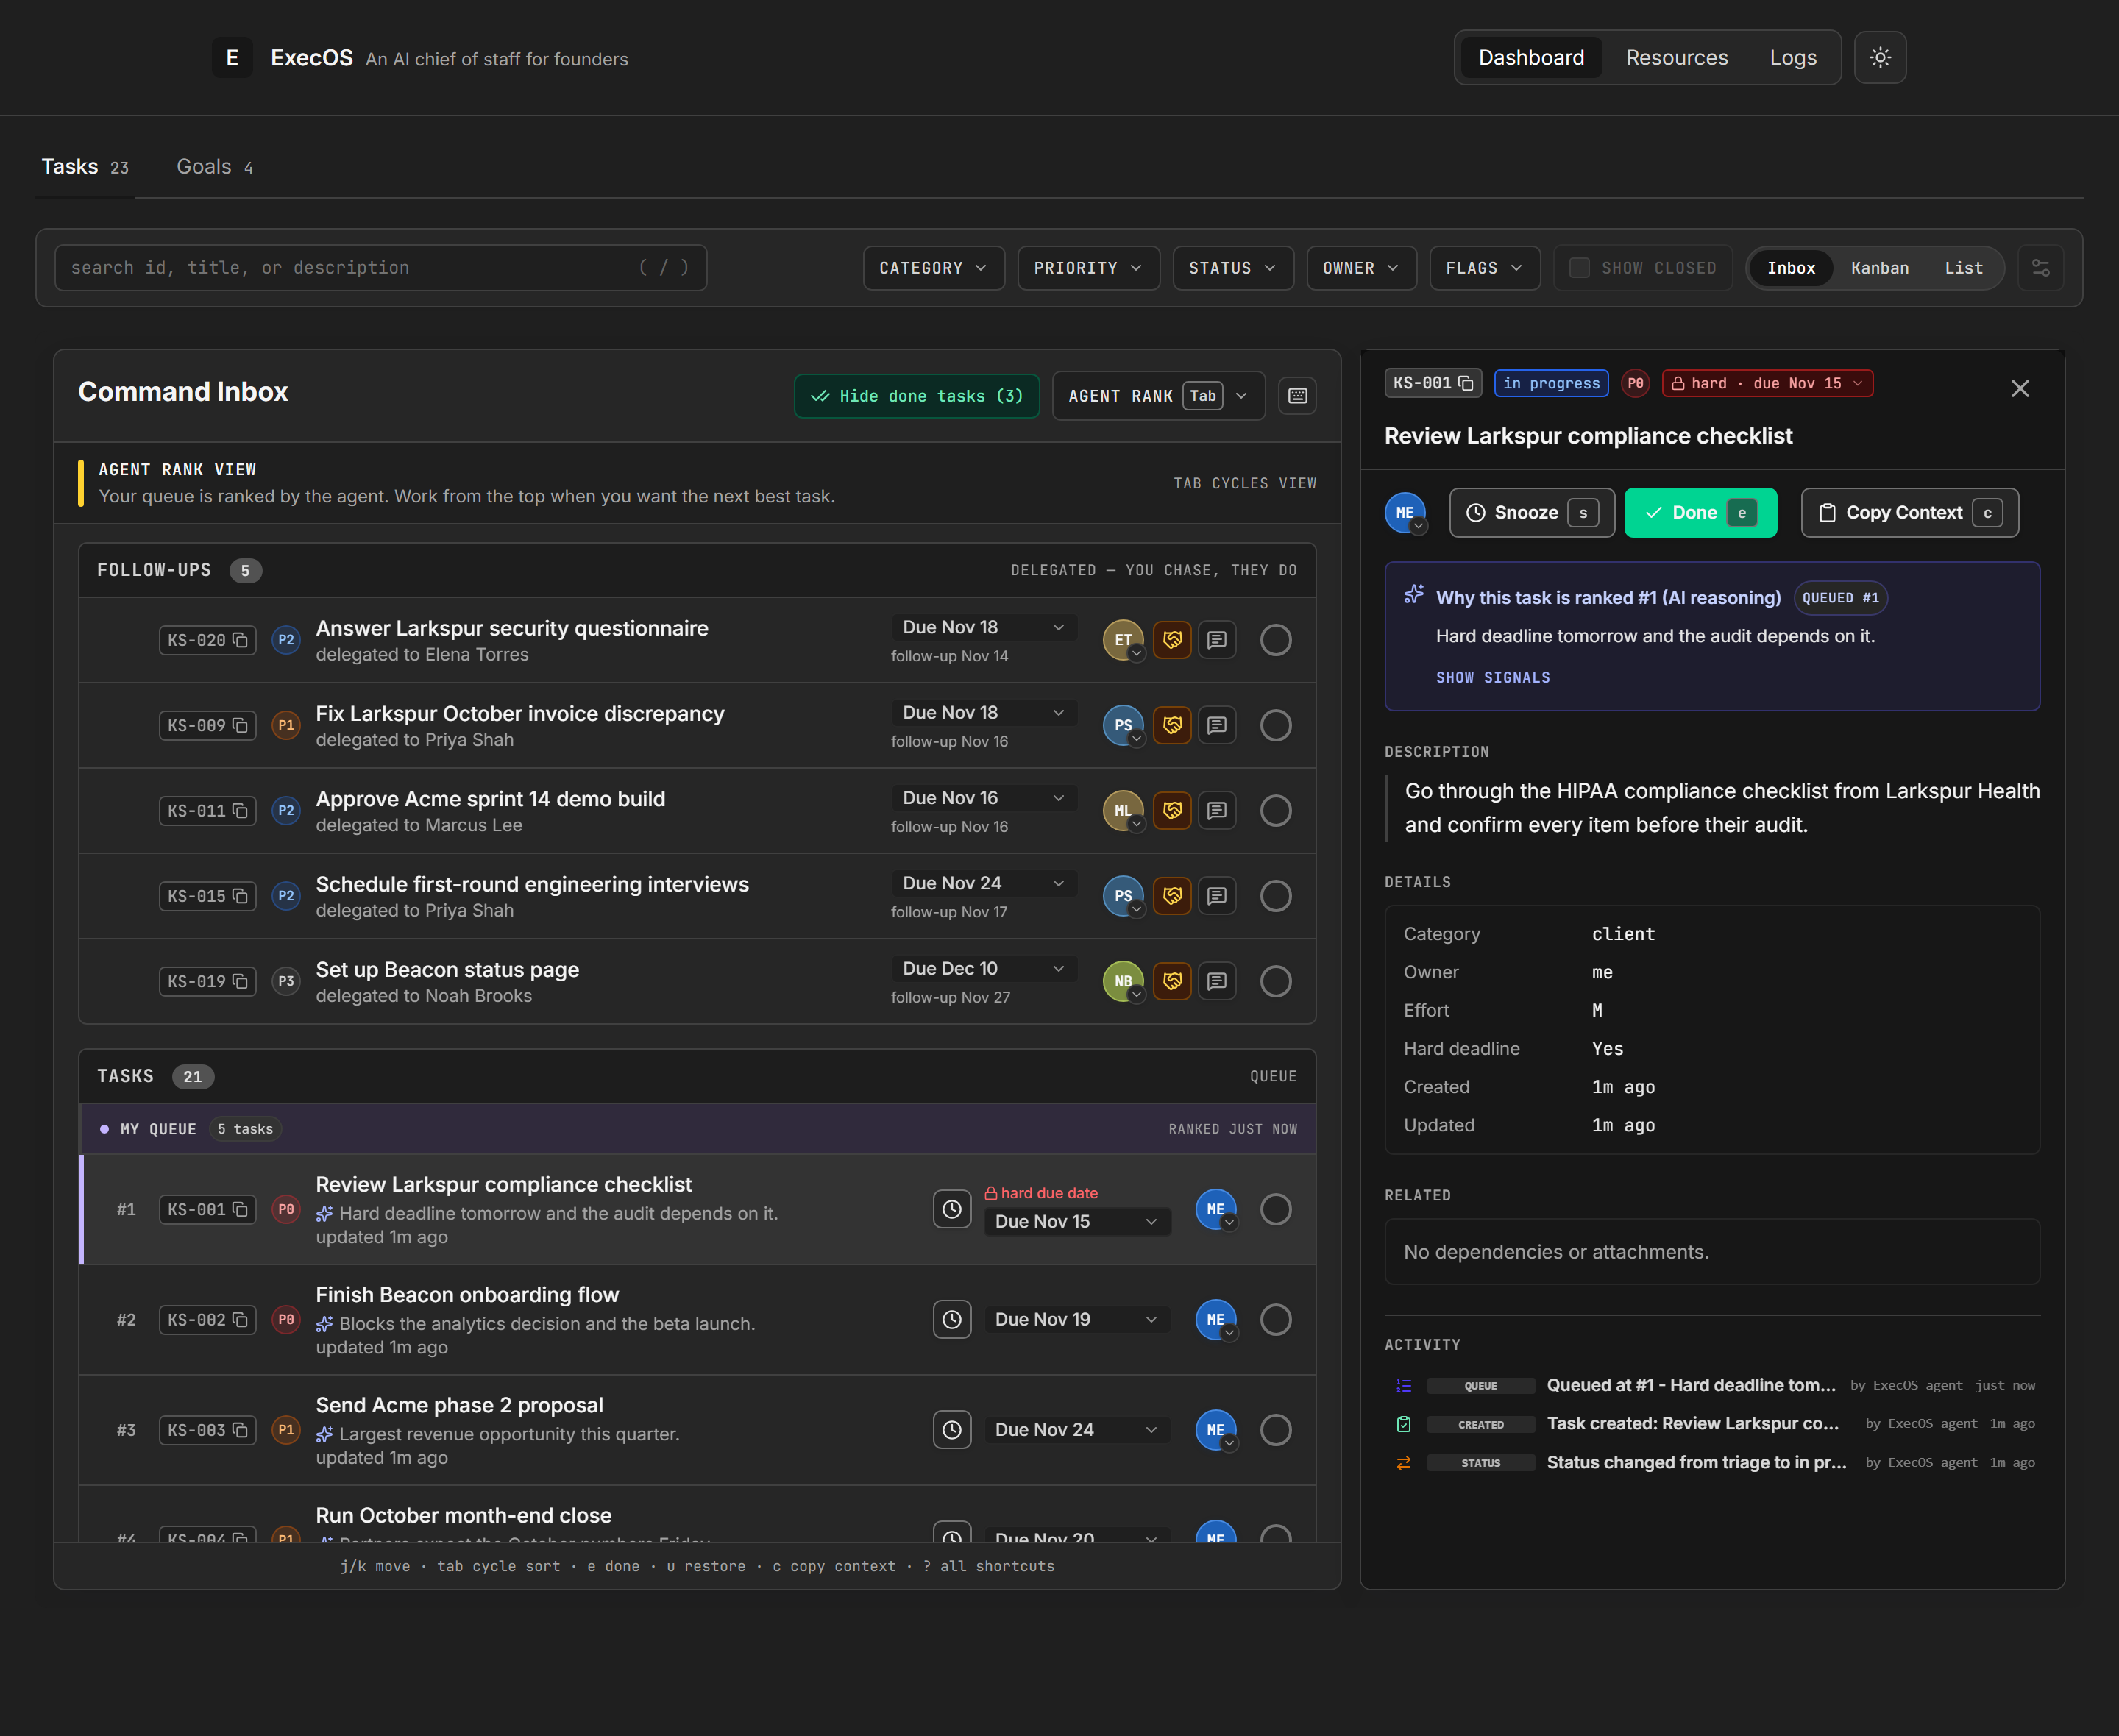 E ExecOS An AI chief of staff for founders
Dashboard Resources Logs
Tasks 23 Goals 4
search id, title, or description ( / )
CATEGORY PRIORITY STATUS OWNER FLAGS SHOW CLOSED Inbox Kanban List
Command Inbox
Hide done tasks (3) AGENT RANK Tab
AGENT RANK VIEW
Your queue is ranked by the agent. Work from the top when you want the next best task.
TAB CYCLES VIEW
FOLLOW-UPS 5 DELEGATED — YOU CHASE, THEY DO
KS-020 P2 Answer Larkspur security questionnaire Due Nov 18 ET
delegated to Elena Torres follow-up Nov 14
KS-009 P1 Fix Larkspur October invoice discrepancy Due Nov 18 PS
delegated to Priya Shah follow-up Nov 16
KS-011 P2 Approve Acme sprint 14 demo build Due Nov 16 ML
delegated to Marcus Lee follow-up Nov 16
KS-015 P2 Schedule first-round engineering interviews Due Nov 24 PS
delegated to Priya Shah follow-up Nov 17
KS-019 P3 Set up Beacon status page Due Dec 10 NB
delegated to Noah Brooks follow-up Nov 27
TASKS 21 QUEUE
MY QUEUE 5 tasks RANKED JUST NOW
#1 KS-001 P0 Review Larkspur compliance checklist hard due date
Hard deadline tomorrow and the audit depends on it. Due Nov 15 ME
updated 1m ago
#2 KS-002 P0 Finish Beacon onboarding flow Due Nov 19 ME
Blocks the analytics decision and the beta launch.
updated 1m ago
#3 KS-003 P1 Send Acme phase 2 proposal Due Nov 24 ME
Largest revenue opportunity this quarter.
updated 1m ago
#4 KS-004 P1 Run October month-end close Due Nov 20 ME
Partners expect the October numbers Friday.
j/k move · tab cycle sort · e done · u restore · c copy context · ? all shortcuts
KS-001 in progress P0 hard · due Nov 15
Review Larkspur compliance checklist
ME Snooze s Done e Copy Context c
Why this task is ranked #1 (AI reasoning) QUEUED #1
Hard deadline tomorrow and the audit depends on it.
SHOW SIGNALS
DESCRIPTION
Go through the HIPAA compliance checklist from Larkspur Health
and confirm every item before their audit.
DETAILS
Category client
Owner me
Effort M
Hard deadline Yes
Created 1m ago
Updated 1m ago
RELATED
No dependencies or attachments.
ACTIVITY
QUEUE Queued at #1 - Hard deadline tom... by ExecOS agent just now
CREATED Task created: Review Larkspur co... by ExecOS agent 1m ago
STATUS Status changed from triage to in pr... by ExecOS agent 1m ago